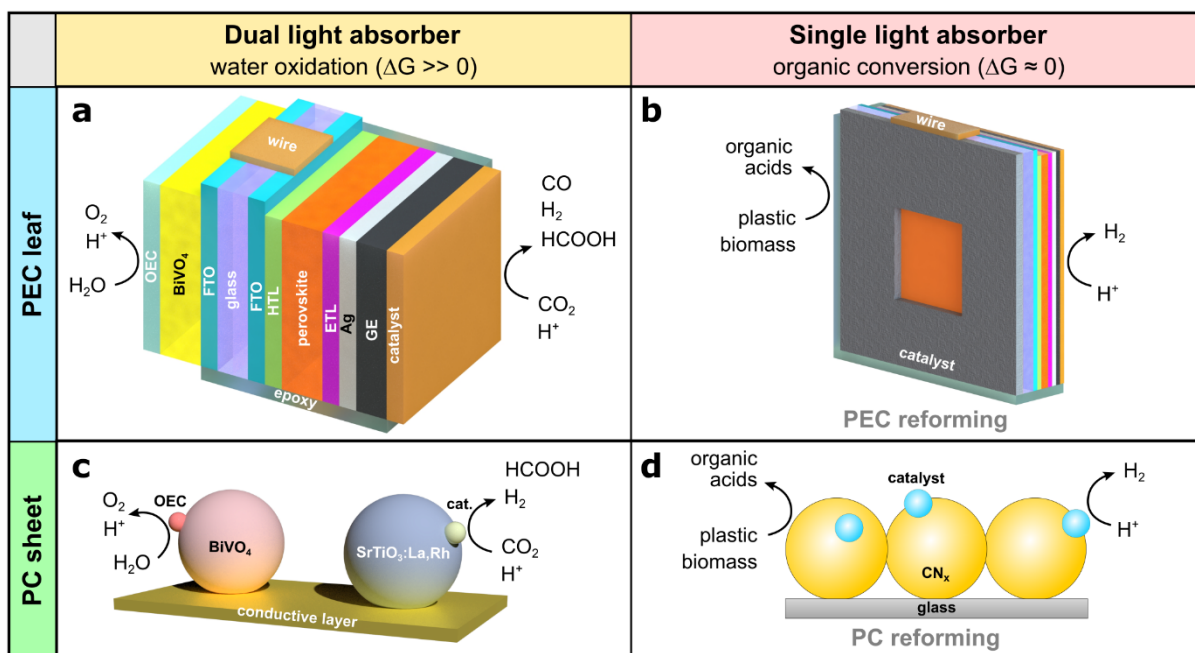 Dual light absorber
water oxidation (ΔG >> 0)
Single light absorber
organic conversion (ΔG ≈ 0)
PEC leaf
a
wire
O₂
H⁺
H₂O
OEC
BiVO₄
FTO
glass
FTO
HTL
perovskite
ETL
Ag
GE
catalyst
epoxy
CO
H₂
HCOOH
CO₂
H⁺
b
wire
organic
acids
plastic
biomass
catalyst
H₂
H⁺
PEC reforming
PC sheet
c
O₂
H⁺
H₂O
OEC
BiVO₄
SrTiO₃:La,Rh
cat.
HCOOH
H₂
CO₂
H⁺
conductive layer
d
organic
acids
plastic
biomass
catalyst
CNₓ
glass
H₂
H⁺
PC reforming